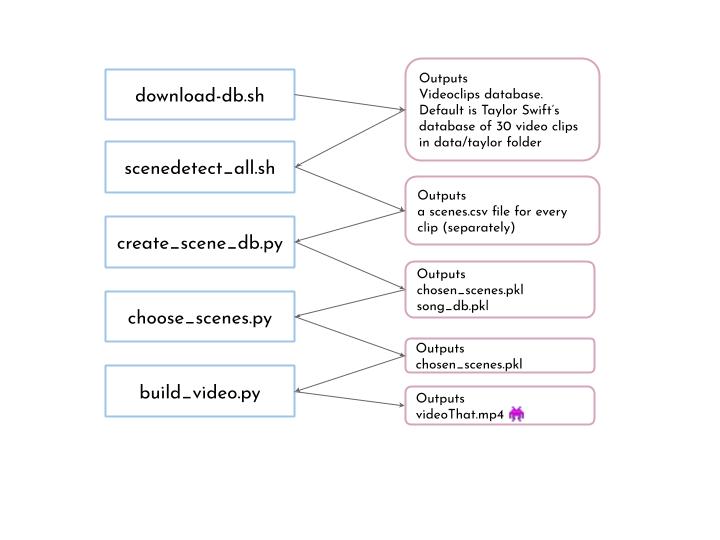 download-db.sh
Outputs
Videoclips database.
Default is Taylor Swift's
database of 30 video clips
in data/taylor folder
scenedetect_all.sh
Outputs
a scenes.csv file for every
clip (separately)
create_scene_db.py
Outputs
chosen_scenes.pkl
song_db.pkl
choose_scenes.py
Outputs
chosen_scenes.pkl
build_video.py
Outputs
videoThat.mp4 👾